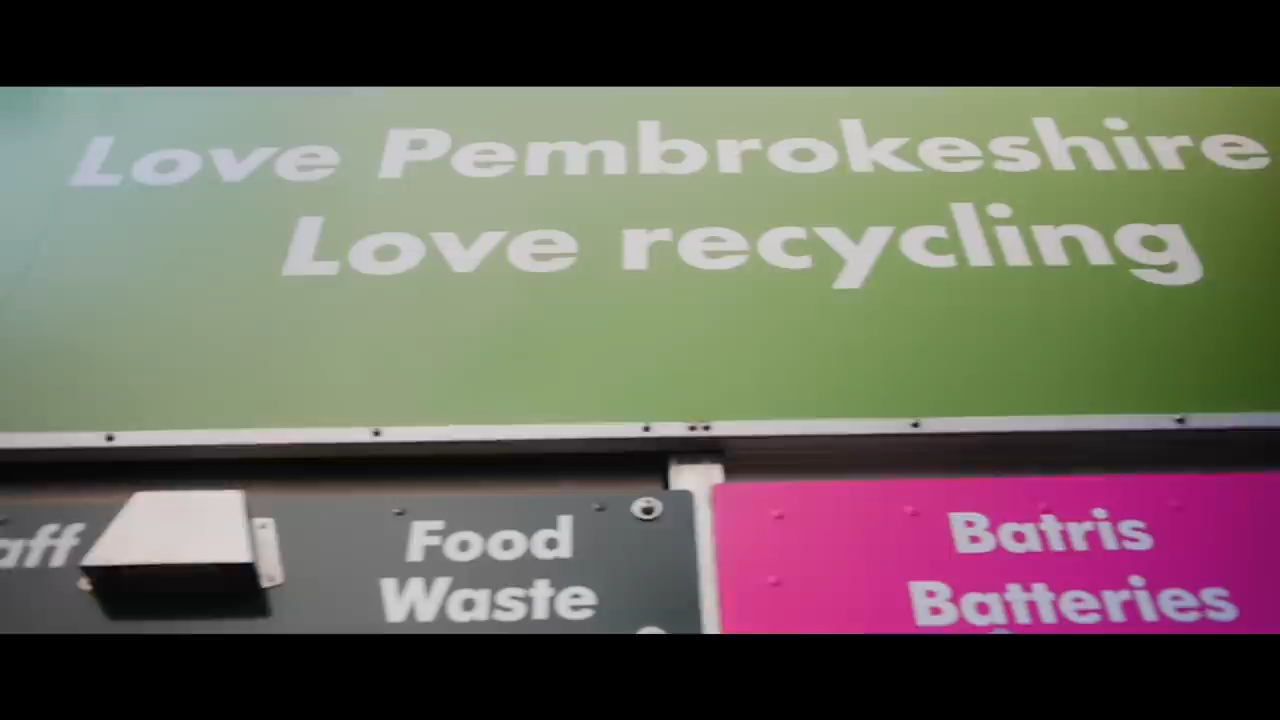 Love Pembrokeshire
Love recycling
Food
Waste
Batris
Batteries